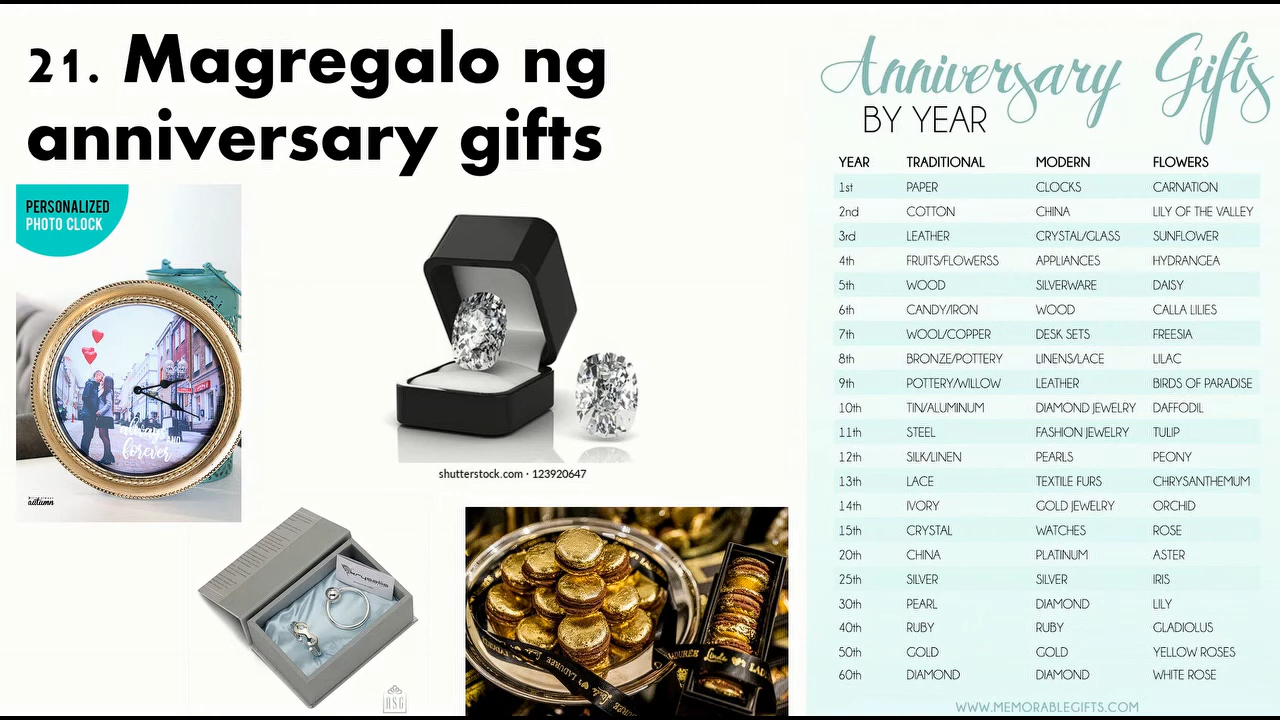 21. Magregalo ng
anniversary gifts
PERSONALIZED
PHOTO CLOCK
forever
autumn
shutterstock.com · 123920647
ASG
LADURÉE
Anniversary Gifts
BY YEAR
YEAR TRADITIONAL MODERN FLOWERS
1st PAPER CLOCKS CARNATION
2nd COTTON CHINA LILY OF THE VALLEY
3rd LEATHER CRYSTAL/GLASS SUNFLOWER
4th FRUITS/FLOWERSS APPLIANCES HYDRANGEA
5th WOOD SILVERWARE DAISY
6th CANDY/IRON WOOD CALLA LILIES
7th WOOL/COPPER DESK SETS FREESIA
8th BRONZE/POTTERY LINENS/LACE LILAC
9th POTTERY/WILLOW LEATHER BIRDS OF PARADISE
10th TIN/ALUMINUM DIAMOND JEWELRY DAFFODIL
11th STEEL FASHION JEWELRY TULIP
12th SILK/LINEN PEARLS PEONY
13th LACE TEXTILE FURS CHRYSANTHEMUM
14th IVORY GOLD JEWELRY ORCHID
15th CRYSTAL WATCHES ROSE
20th CHINA PLATINUM ASTER
25th SILVER SILVER IRIS
30th PEARL DIAMOND LILY
40th RUBY RUBY GLADIOLUS
50th GOLD GOLD YELLOW ROSES
60th DIAMOND DIAMOND WHITE ROSE
WWW.MEMORABLEGIFTS.COM